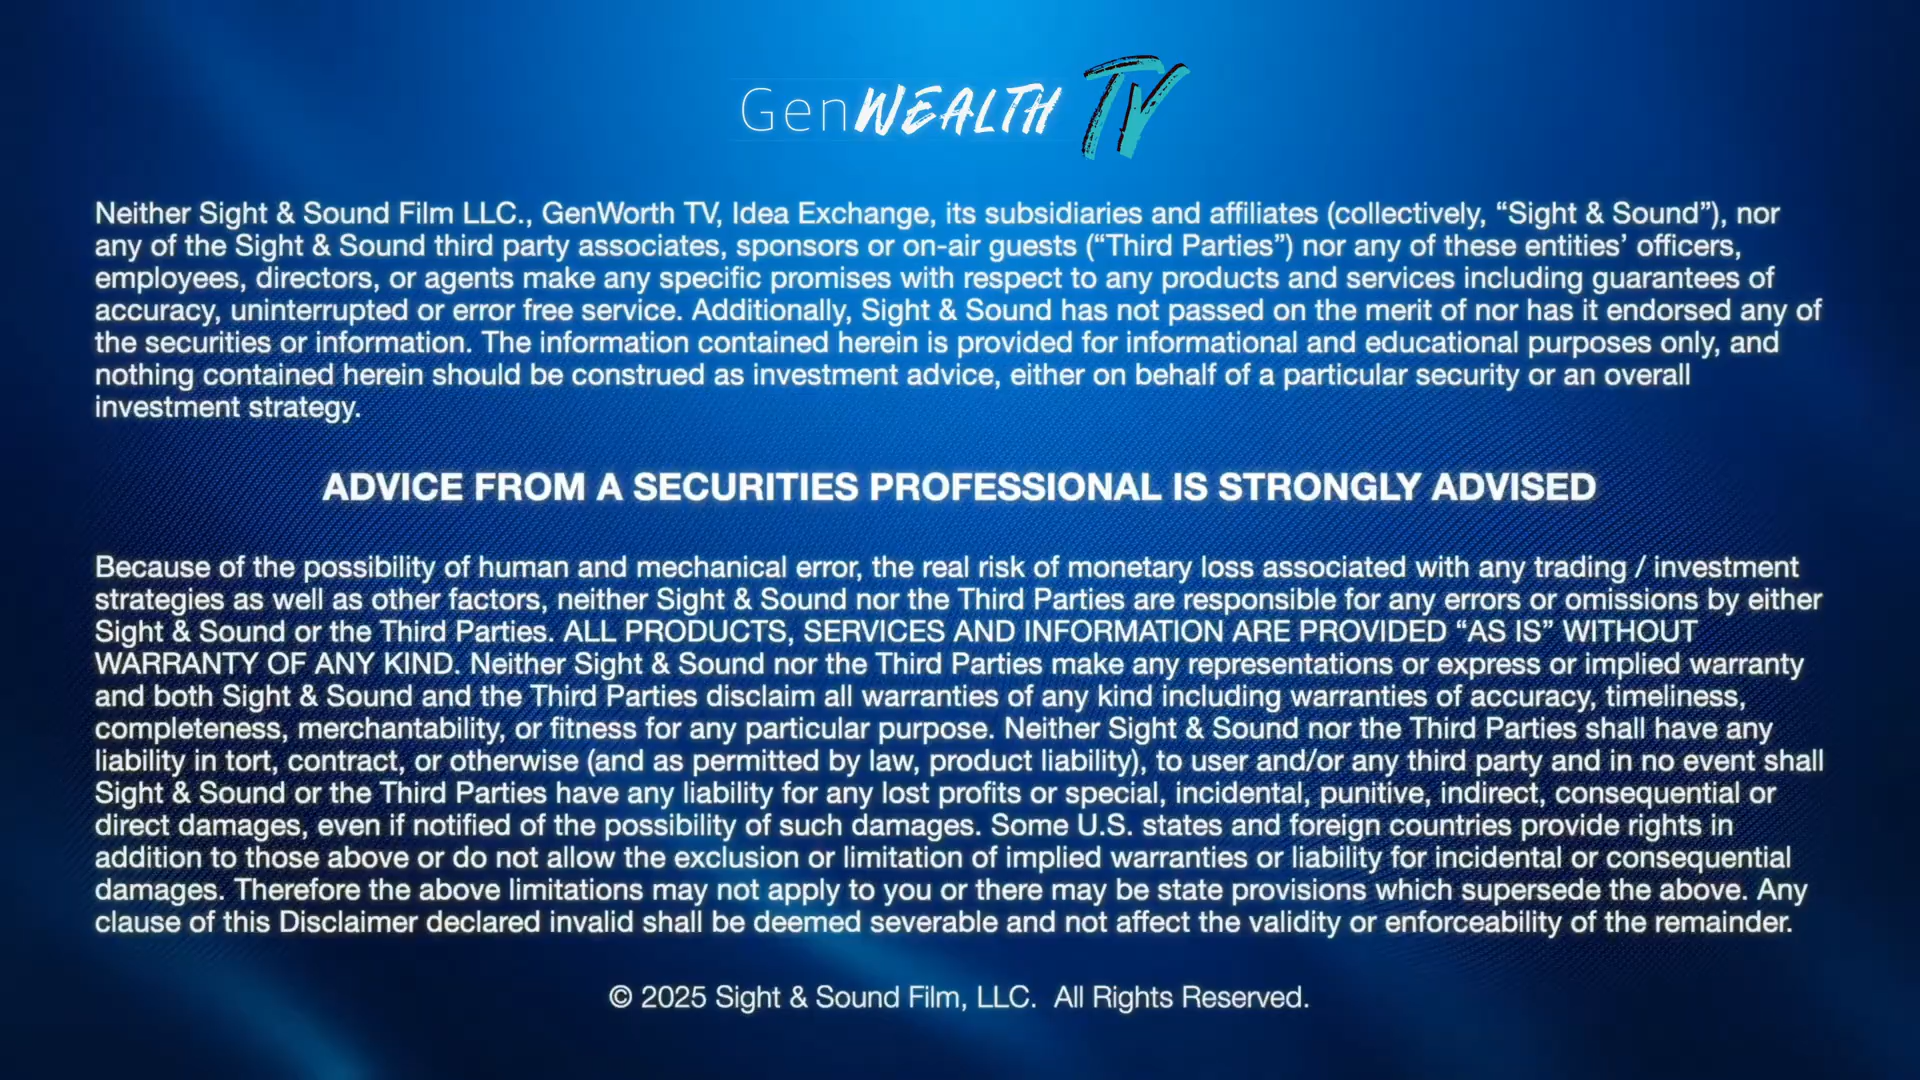 GenWEALTH TV
Neither Sight & Sound Film LLC., GenWorth TV, Idea Exchange, its subsidiaries and affiliates (collectively, “Sight & Sound”), nor
any of the Sight & Sound third party associates, sponsors or on-air guests (“Third Parties”) nor any of these entities’ officers,
employees, directors, or agents make any specific promises with respect to any products and services including guarantees of
accuracy, uninterrupted or error free service. Additionally, Sight & Sound has not passed on the merit of nor has it endorsed any of
the securities or information. The information contained herein is provided for informational and educational purposes only, and
nothing contained herein should be construed as investment advice, either on behalf of a particular security or an overall
investment strategy.
ADVICE FROM A SECURITIES PROFESSIONAL IS STRONGLY ADVISED
Because of the possibility of human and mechanical error, the real risk of monetary loss associated with any trading / investment
strategies as well as other factors, neither Sight & Sound nor the Third Parties are responsible for any errors or omissions by either
Sight & Sound or the Third Parties. ALL PRODUCTS, SERVICES AND INFORMATION ARE PROVIDED “AS IS” WITHOUT
WARRANTY OF ANY KIND. Neither Sight & Sound nor the Third Parties make any representations or express or implied warranty
and both Sight & Sound and the Third Parties disclaim all warranties of any kind including warranties of accuracy, timeliness,
completeness, merchantability, or fitness for any particular purpose. Neither Sight & Sound nor the Third Parties shall have any
liability in tort, contract, or otherwise (and as permitted by law, product liability), to user and/or any third party and in no event shall
Sight & Sound or the Third Parties have any liability for any lost profits or special, incidental, punitive, indirect, consequential or
direct damages, even if notified of the possibility of such damages. Some U.S. states and foreign countries provide rights in
addition to those above or do not allow the exclusion or limitation of implied warranties or liability for incidental or consequential
damages. Therefore the above limitations may not apply to you or there may be state provisions which supersede the above. Any
clause of this Disclaimer declared invalid shall be deemed severable and not affect the validity or enforceability of the remainder.
© 2025 Sight & Sound Film, LLC.  All Rights Reserved.